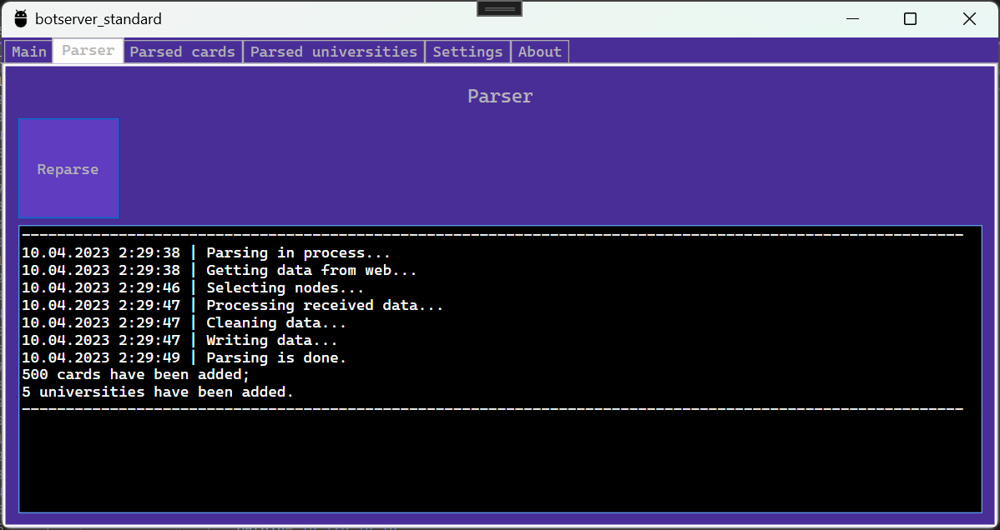 botserver_standard
Main Parser Parsed cards Parsed universities Settings About
Parser
Reparse
10.04.2023 2:29:38 | Parsing in process...
10.04.2023 2:29:38 | Getting data from web...
10.04.2023 2:29:46 | Selecting nodes...
10.04.2023 2:29:47 | Processing received data...
10.04.2023 2:29:47 | Cleaning data...
10.04.2023 2:29:47 | Writing data...
10.04.2023 2:29:49 | Parsing is done.
500 cards have been added;
5 universities have been added.